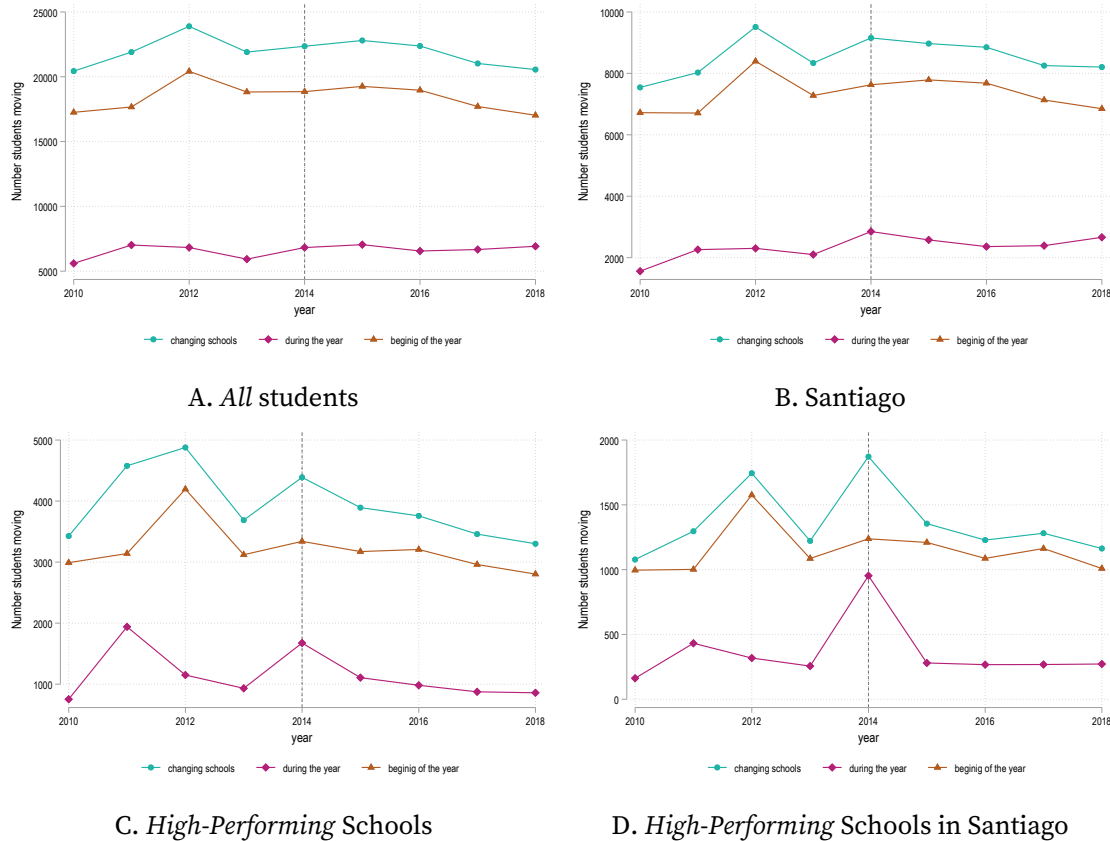 25000
20000
15000
10000
5000
Number students moving
2010
2012
2014
2016
2018
year
changing schools
during the year
beginig of the year
A. All students
10000
8000
6000
4000
2000
Number students moving
2010
2012
2014
2016
2018
year
changing schools
during the year
beginig of the year
B. Santiago
5000
4000
3000
2000
1000
Number students moving
2010
2012
2014
2016
2018
year
changing schools
during the year
beginig of the year
C. High-Performing Schools
2000
1500
1000
500
0
Number students moving
2010
2012
2014
2016
2018
year
changing schools
during the year
beginig of the year
D. High-Performing Schools in Santiago